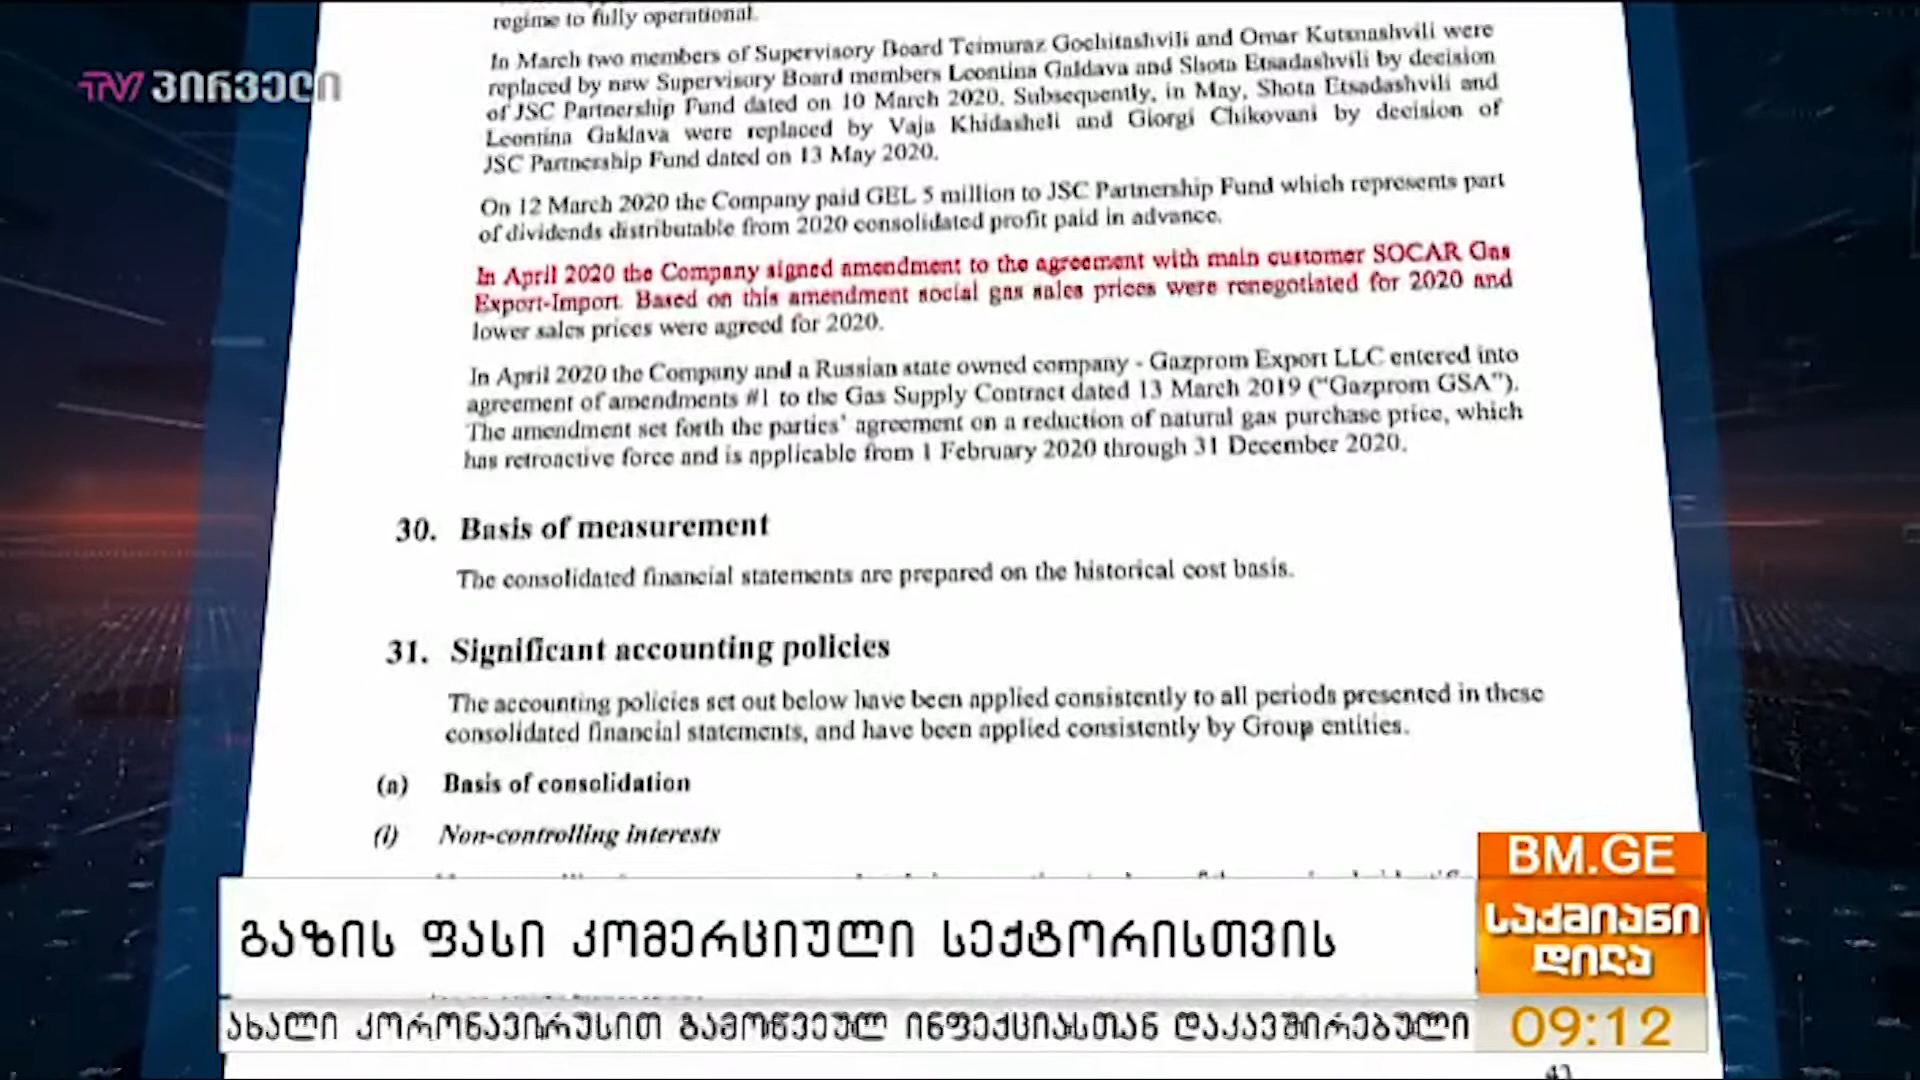 regime to fully operational.
TV ᲞᲘᲠᲕᲔᲚᲘ
In March two members of Supervisory Board Teimuraz Gochitashvili and Omar Kutsnashvili were
replaced by new Supervisory Board members Leontina Galdava and Shota Etsadashvili by decision
of JSC Partnership Fund dated on 10 March 2020. Subsequently, in May, Shota Etsadashvili and
Leontina Galdava were replaced by Vaja Khidasheli and Giorgi Chikovani by decision of
JSC Partnership Fund dated on 13 May 2020.
On 12 March 2020 the Company paid GEL 5 million to JSC Partnership Fund which represents part
of dividends distributable from 2020 consolidated profit paid in advance.
In April 2020 the Company signed amendment to the agreement with main customer SOCAR Gas
Export-Import. Based on this amendment social gas sales prices were renegotiated for 2020 and
lower sales prices were agreed for 2020.
In April 2020 the Company and a Russian state owned company - Gazprom Export LLC entered into
agreement of amendments #1 to the Gas Supply Contract dated 13 March 2019 (“Gazprom GSA”).
The amendment set forth the parties’ agreement on a reduction of natural gas purchase price, which
has retroactive force and is applicable from 1 February 2020 through 31 December 2020.
30. Basis of measurement
The consolidated financial statements are prepared on the historical cost basis.
31. Significant accounting policies
The accounting policies set out below have been applied consistently to all periods presented in these
consolidated financial statements, and have been applied consistently by Group entities.
(a) Basis of consolidation
(i) Non-controlling interests
BM.GE
საქმიანი
დილა
გაზის ფასი კომერციული სექტორისთვის
ახალი კორონავირუსით გამოწვეულ ინფექციასთან დაკავშირებული
09:12